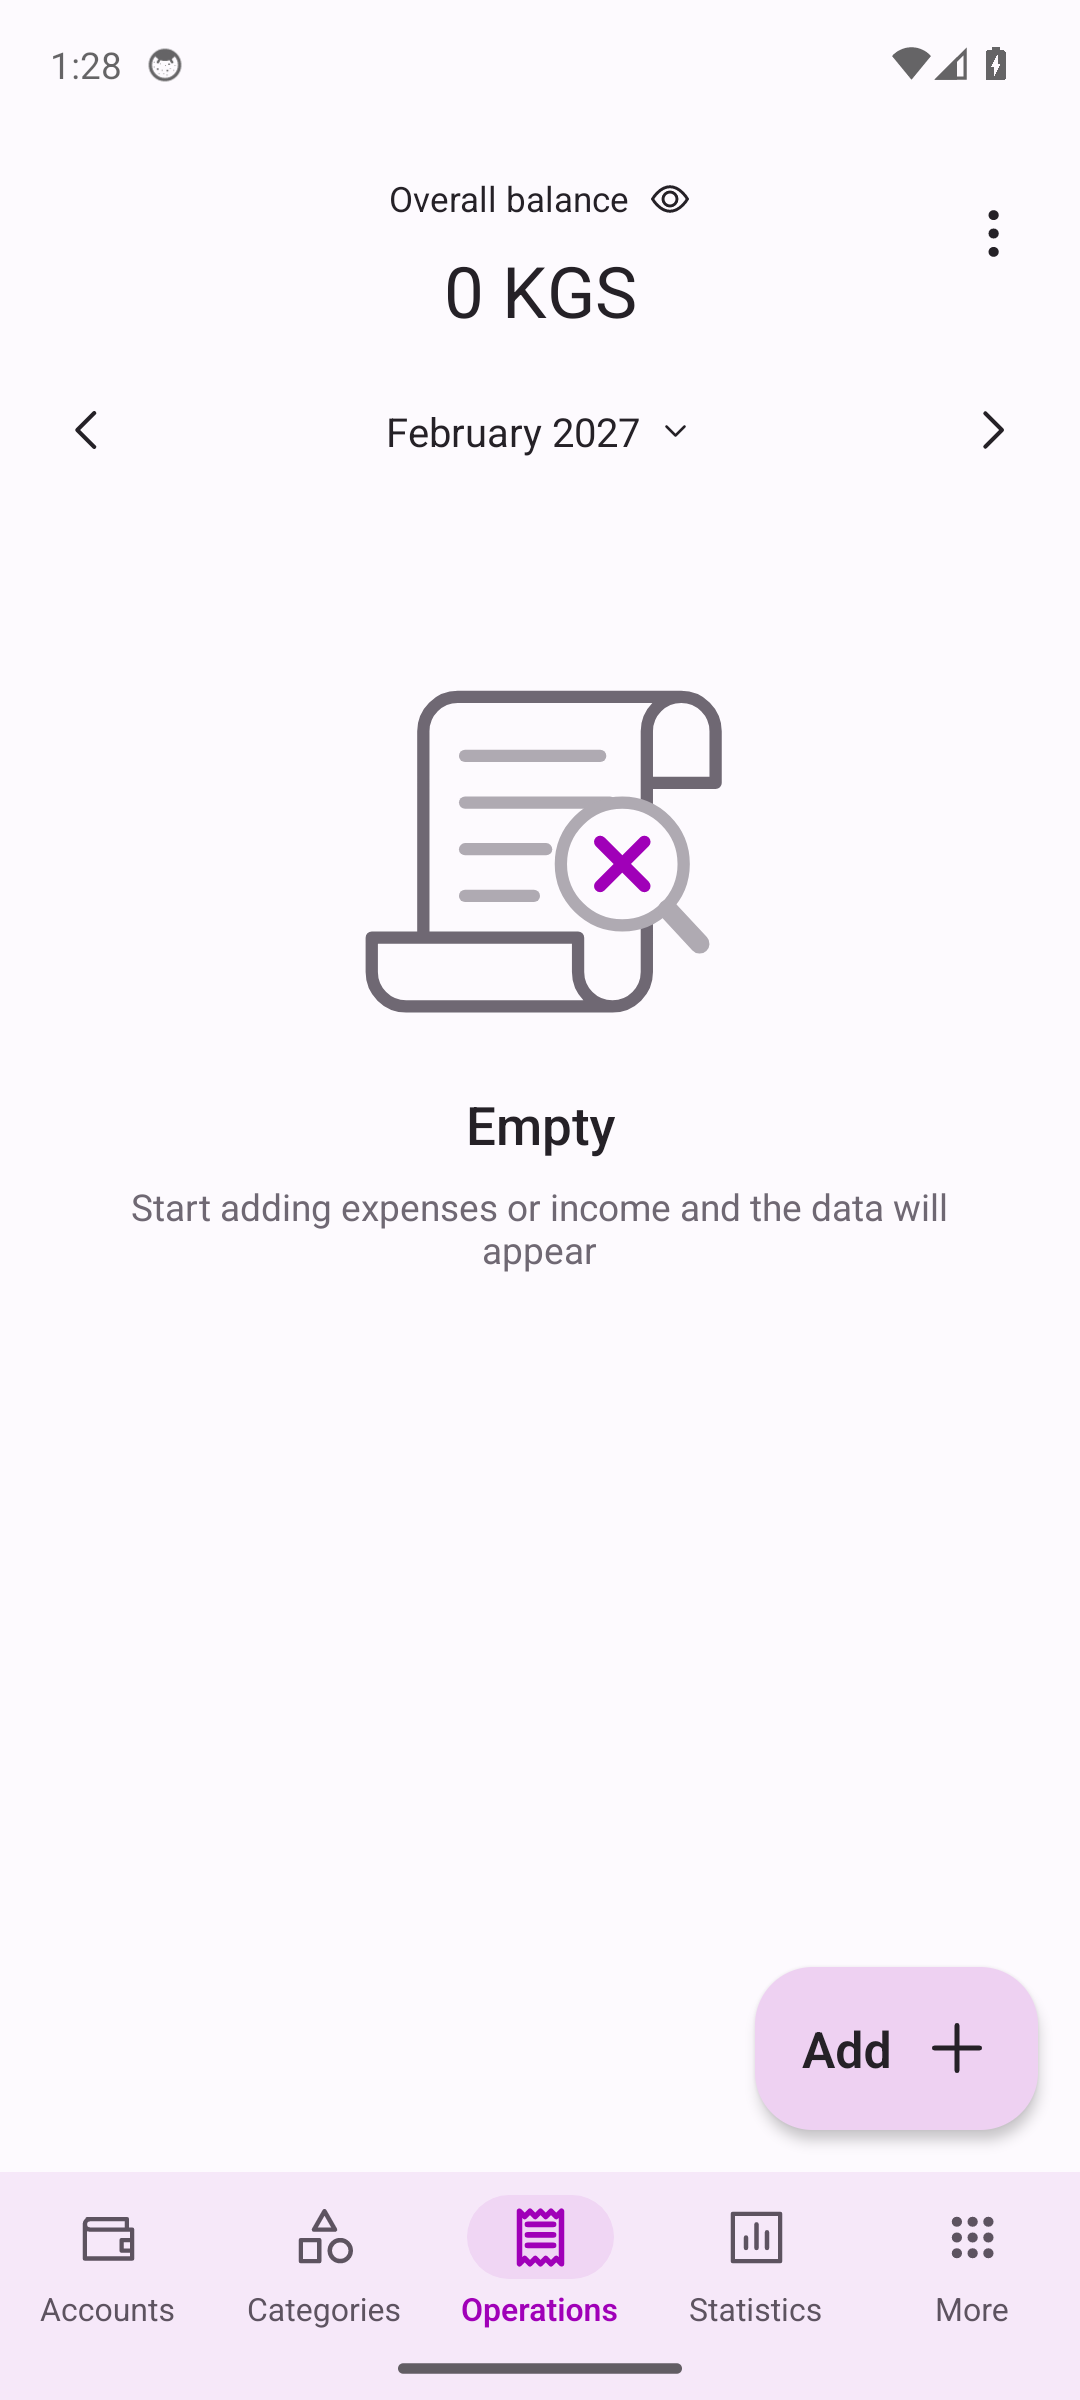 1:28
Overall balance
0 KGS
February 2027
Empty
Start adding expenses or income and the data will
appear
Add
Accounts
Categories
Operations
Statistics
More